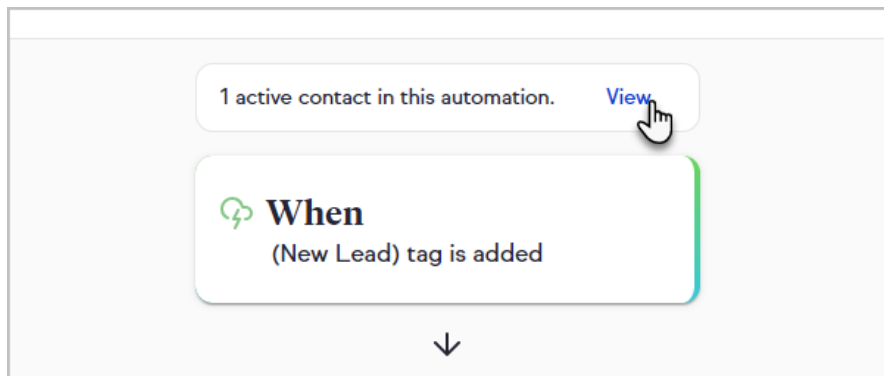 1 active contact in this automation. View
When
(New Lead) tag is added